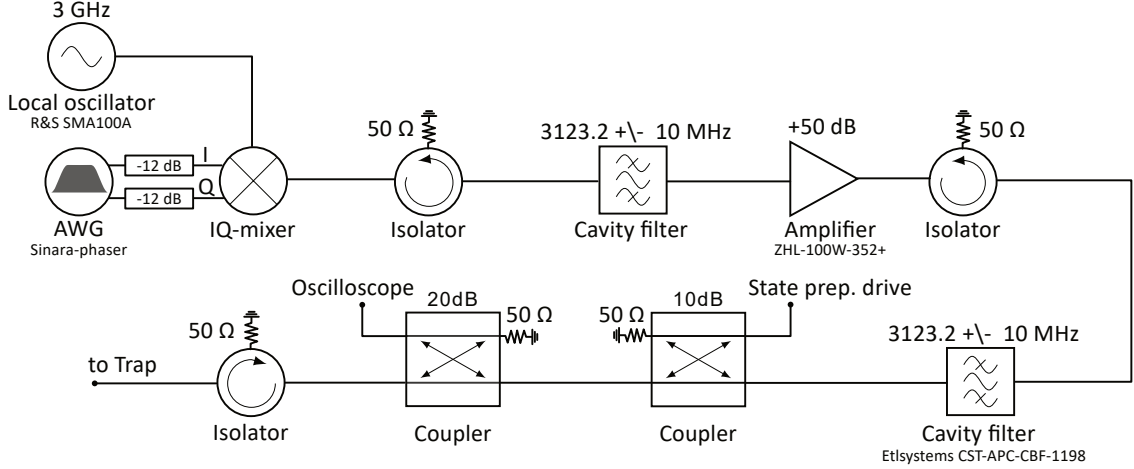 3 GHz
Local oscillator
R&S SMA100A
-12 dB
I
-12 dB
Q
AWG
Sinara-phaser
IQ-mixer
50 Ω
Isolator
3123.2 +\- 10 MHz
Cavity filter
+50 dB
Amplifier
ZHL-100W-352+
50 Ω
Isolator
Oscilloscope
20dB
50 Ω
Coupler
50 Ω
10dB
State prep. drive
Coupler
3123.2 +\- 10 MHz
Cavity filter
Etlsystems CST-APC-CBF-1198
50 Ω
to Trap
Isolator